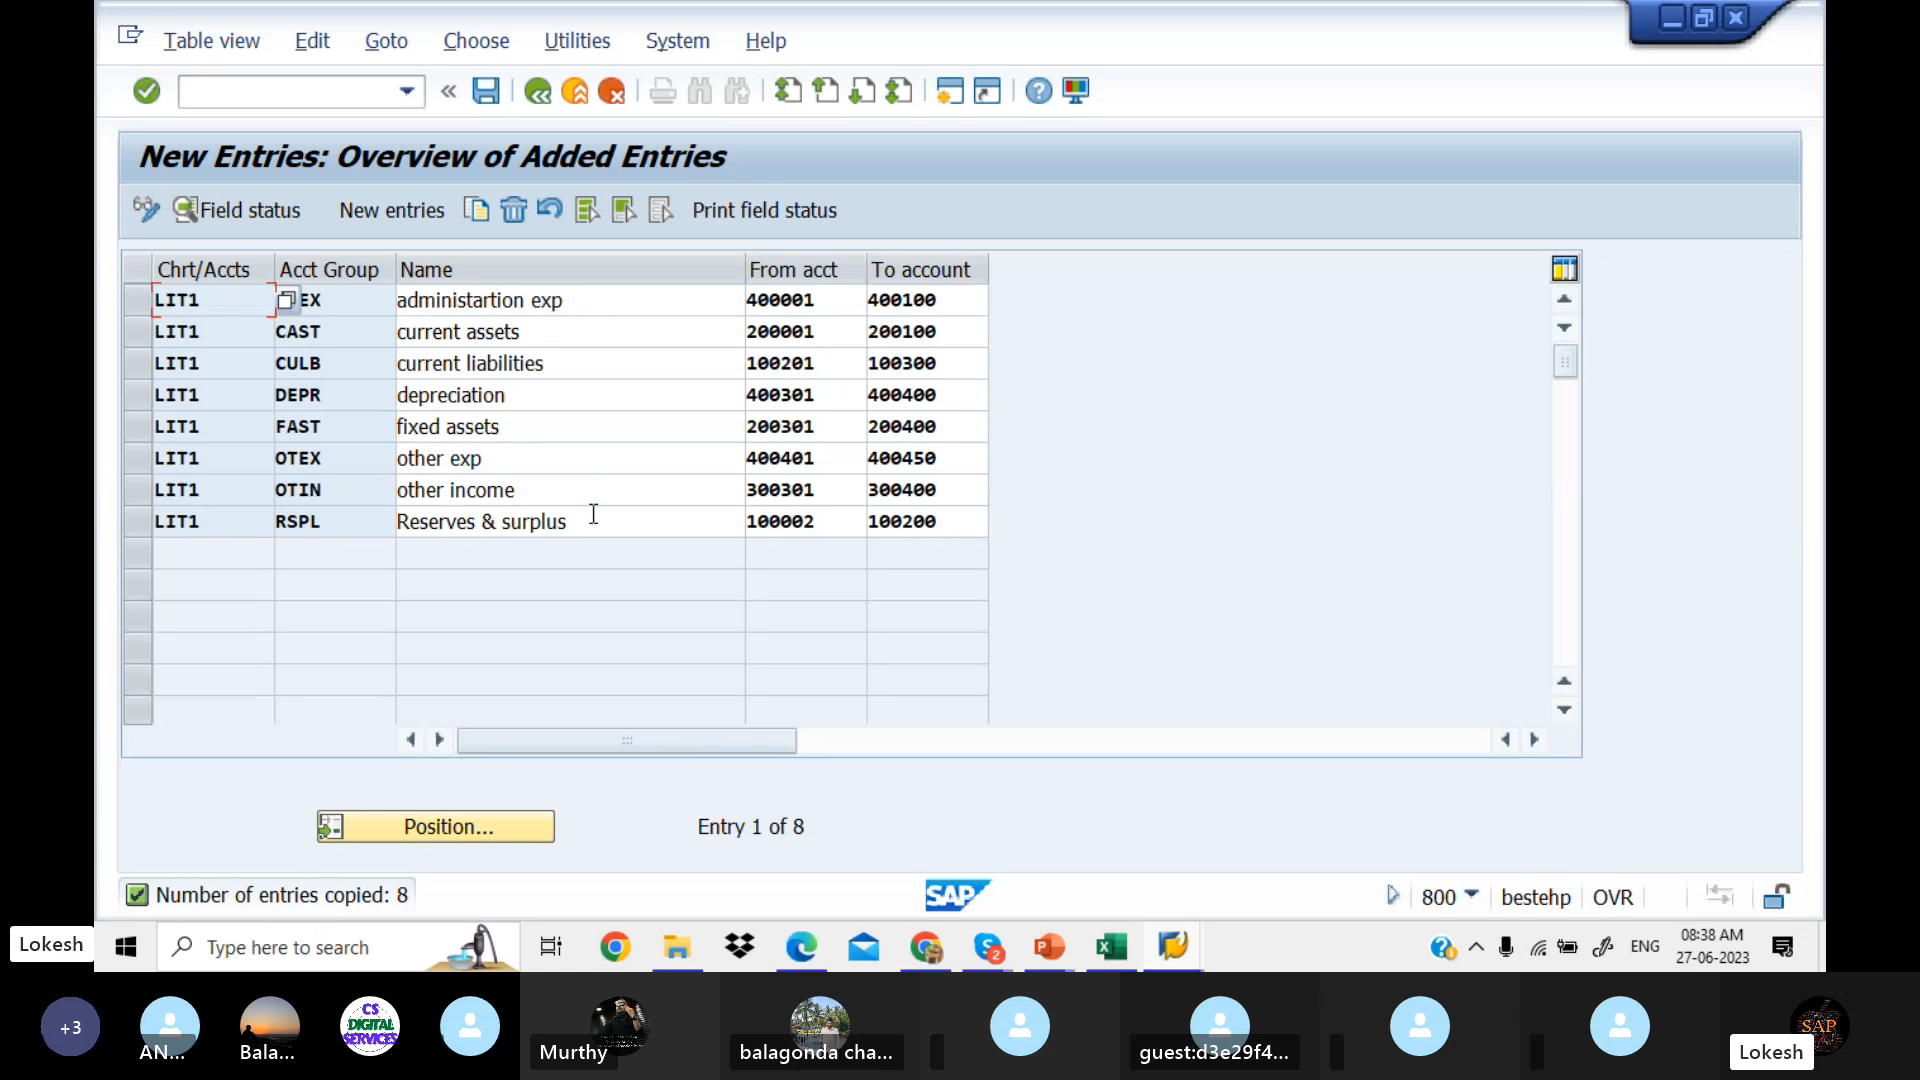 Table view Edit Goto Choose Utilities System Help
New Entries: Overview of Added Entries
Field status New entries Print field status
Chrt/Accts Acct Group Name From acct To account
LIT1 EX administartion exp 400001 400100
LIT1 CAST current assets 200001 200100
LIT1 CULB current liabilities 100201 100300
LIT1 DEPR depreciation 400301 400400
LIT1 FAST fixed assets 200301 200400
LIT1 OTEX other exp 400401 400450
LIT1 OTIN other income 300301 300400
LIT1 RSPL Reserves & surplus 100002 100200
Position... Entry 1 of 8
Number of entries copied: 8 SAP 800 bestehp OVR
Lokesh Type here to search 2 ENG 08:38 AM
27-06-2023
+3 AN... Bala... CS DIGITAL SERVICES Murthy balagonda cha... guest:d3e29f4... SAP Lokesh